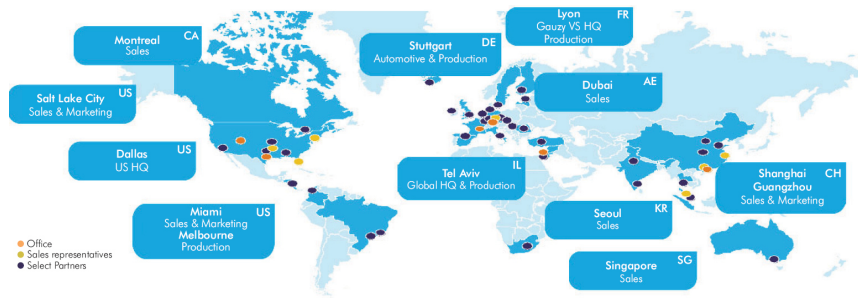 Lyon FR
Gauzy VS HQ
Production
Montreal CA
Sales
Stuttgart DE
Automotive & Production
Dubai AE
Sales
Salt Lake City US
Sales & Marketing
Dallas US
US HQ
Tel Aviv IL
Global HQ & Production
Shanghai
Guangzhou CH
Sales & Marketing
Miami
Sales & Marketing US
Melbourne
Production
Seoul KR
Sales
Singapore SG
Sales
Office
Sales representatives
Select Partners